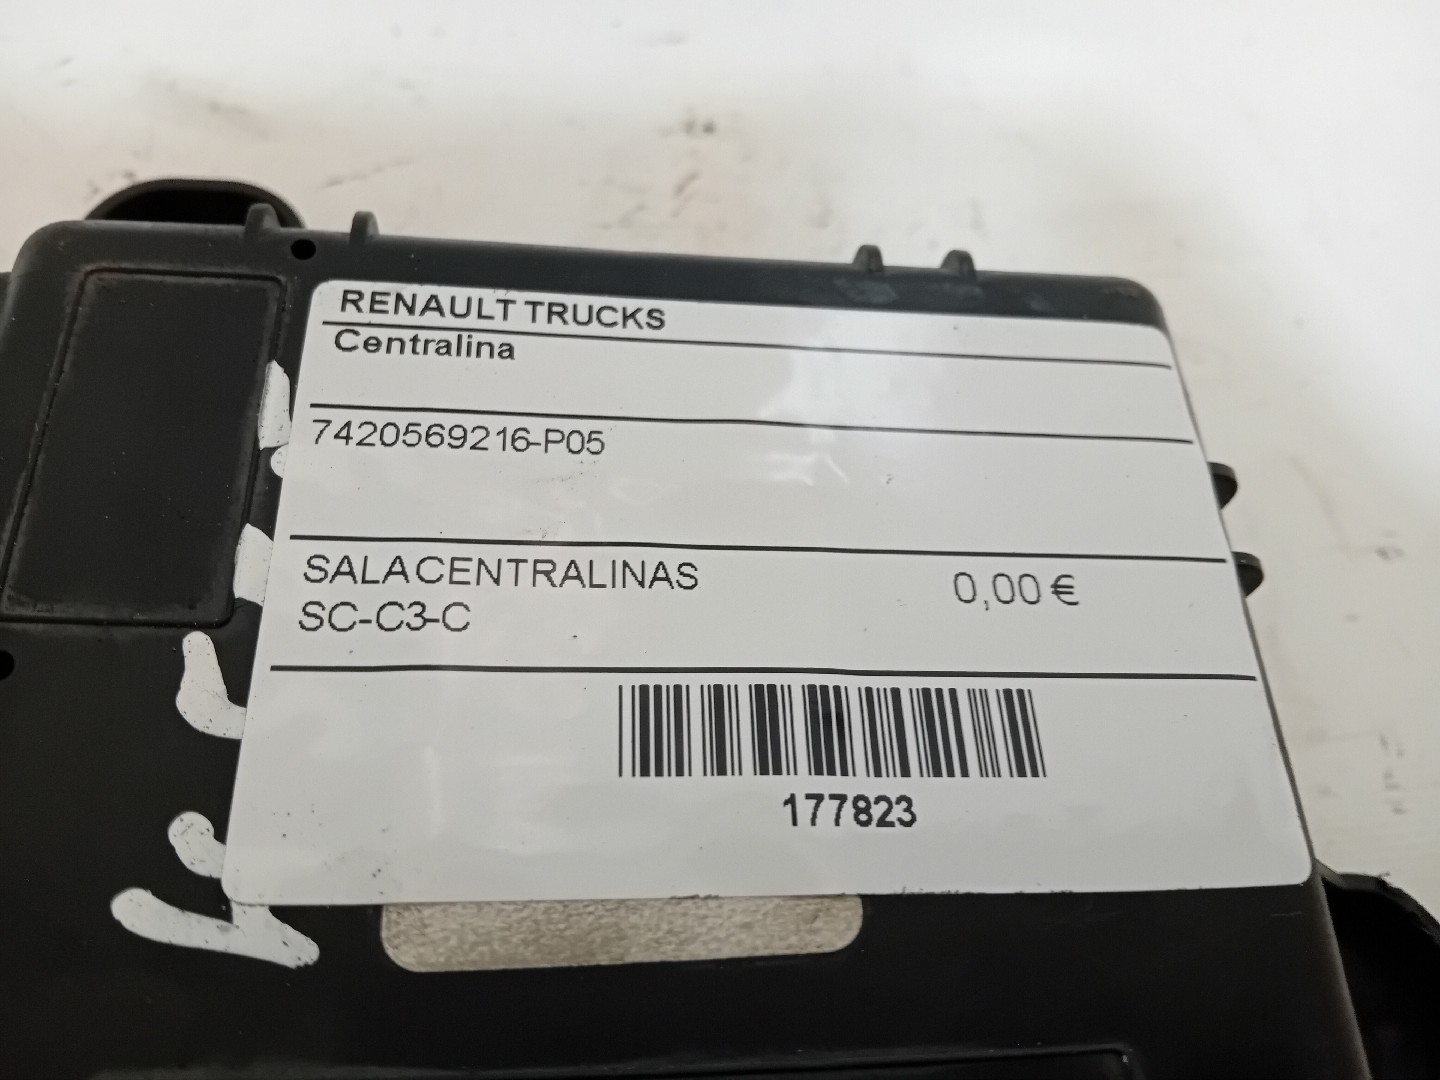 RENAULT TRUCKS
Centralina
7420569216-P05
SALACENTRALINAS
0,00 €
SC-C3-C
177823